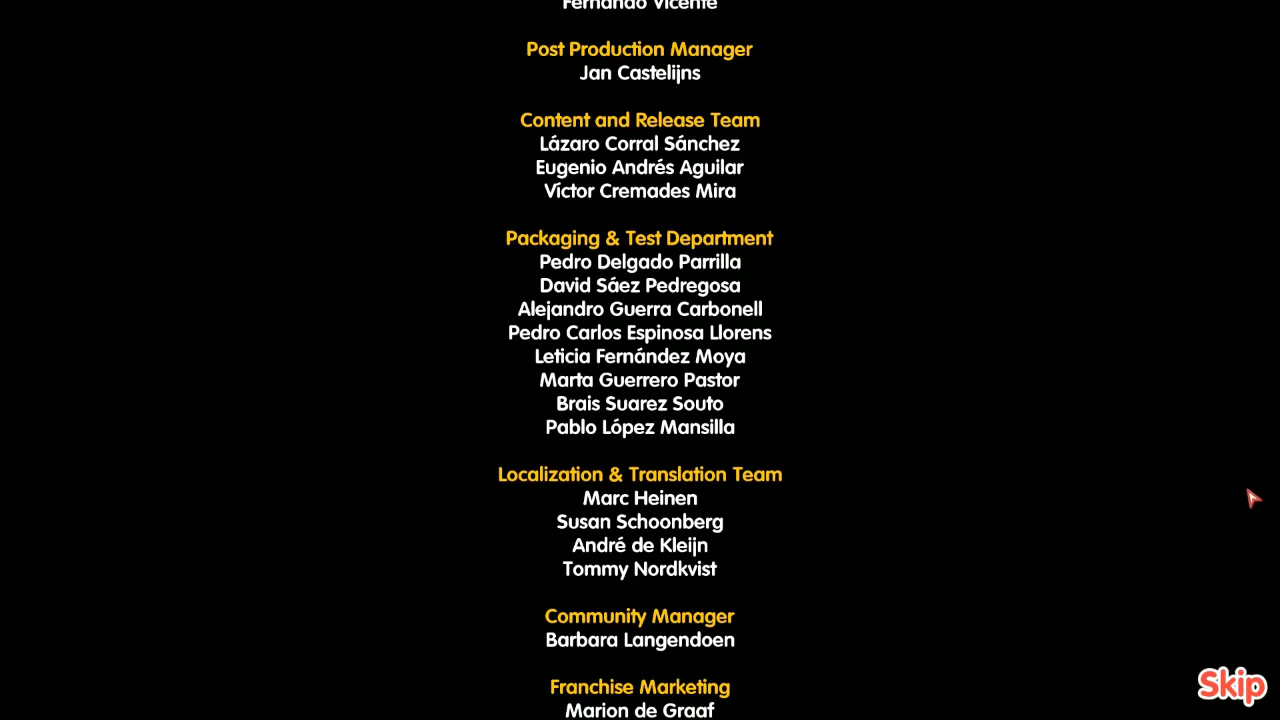 Fernando Vicente
Post Production Manager
Jan Castelijns
Content and Release Team
Lázaro Corral Sánchez
Eugenio Andrés Aguilar
Víctor Cremades Mira
Packaging & Test Department
Pedro Delgado Parrilla
David Sáez Pedregosa
Alejandro Guerra Carbonell
Pedro Carlos Espinosa Llorens
Leticia Fernández Moya
Marta Guerrero Pastor
Brais Suarez Souto
Pablo López Mansilla
Localization & Translation Team
Marc Heinen
Susan Schoonberg
André de Kleijn
Tommy Nordkvist
Community Manager
Barbara Langendoen
Franchise Marketing
Marion de Graaf
Skip